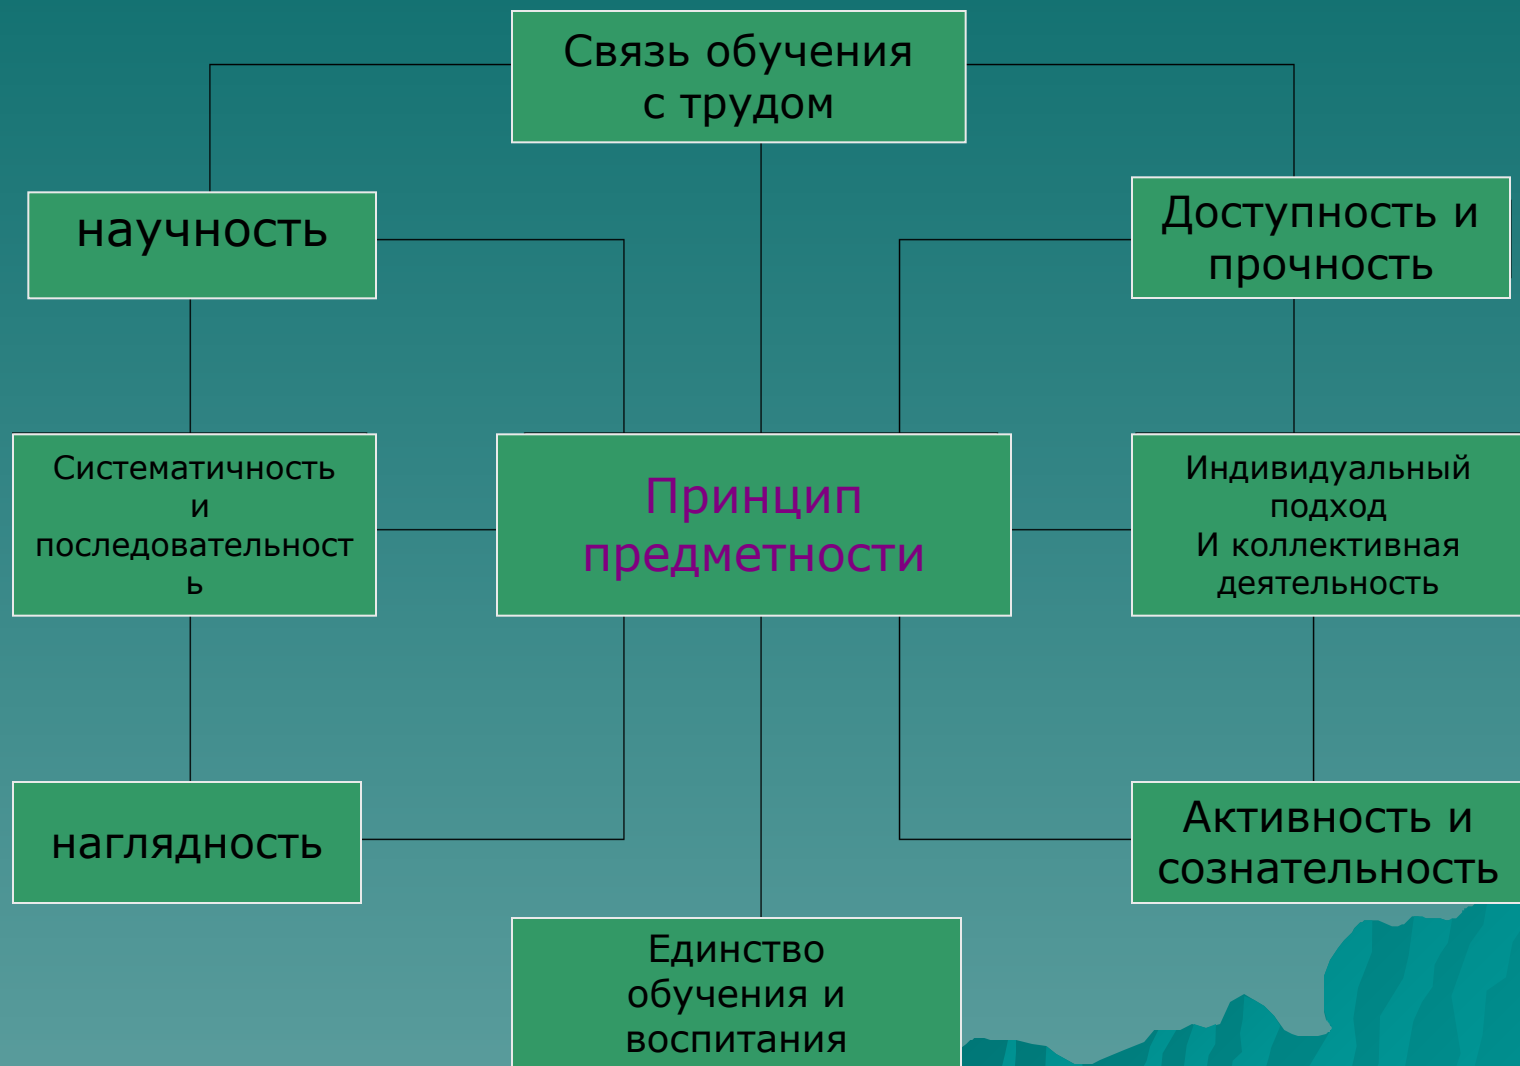 Связь обучения
с трудом
научность
Доступность и
прочность
Систематичность
и
последовательност
ь
Принцип
предметности
Индивидуальный
подход
И коллективная
деятельность
наглядность
Активность и
сознательность
Единство
обучения и
воспитания